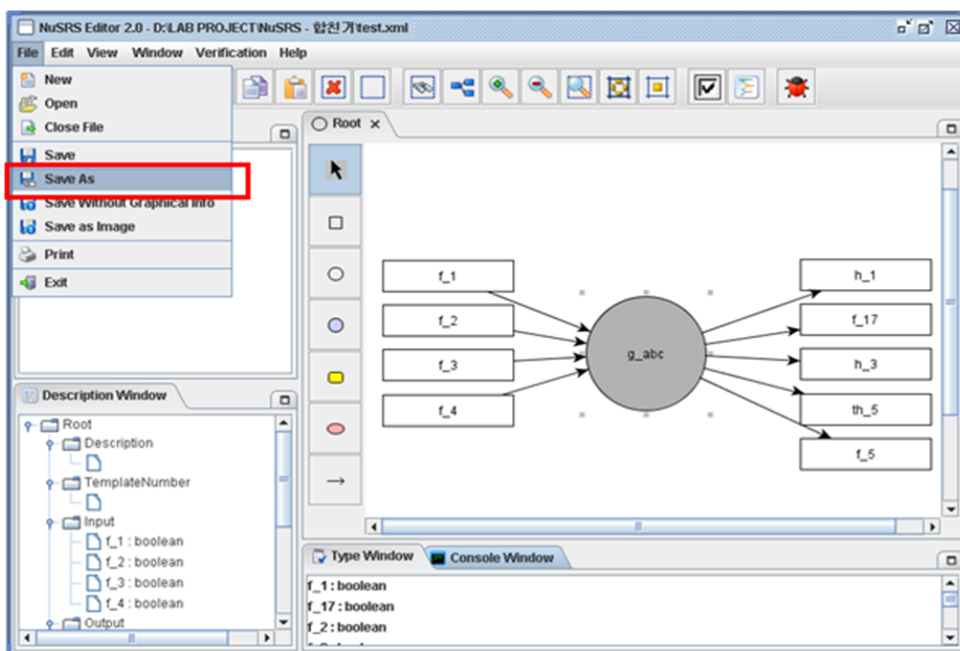 NuSRS Editor 2.0 - D:\LAB PROJECT\NuSRS - 합친거\test.xml
File Edit View Window Verification Help
New
Open
Close File
Save
Save As
Save Without Graphical Info
Save as Image
Print
Exit
Root
f_1
f_2
f_3
f_4
g_abc
h_1
f_17
h_3
th_5
f_5
Description Window
Root
Description
TemplateNumber
Input
f_1 : boolean
f_2 : boolean
f_3 : boolean
f_4 : boolean
Output
Type Window Console Window
f_1 : boolean
f_17 : boolean
f_2 : boolean